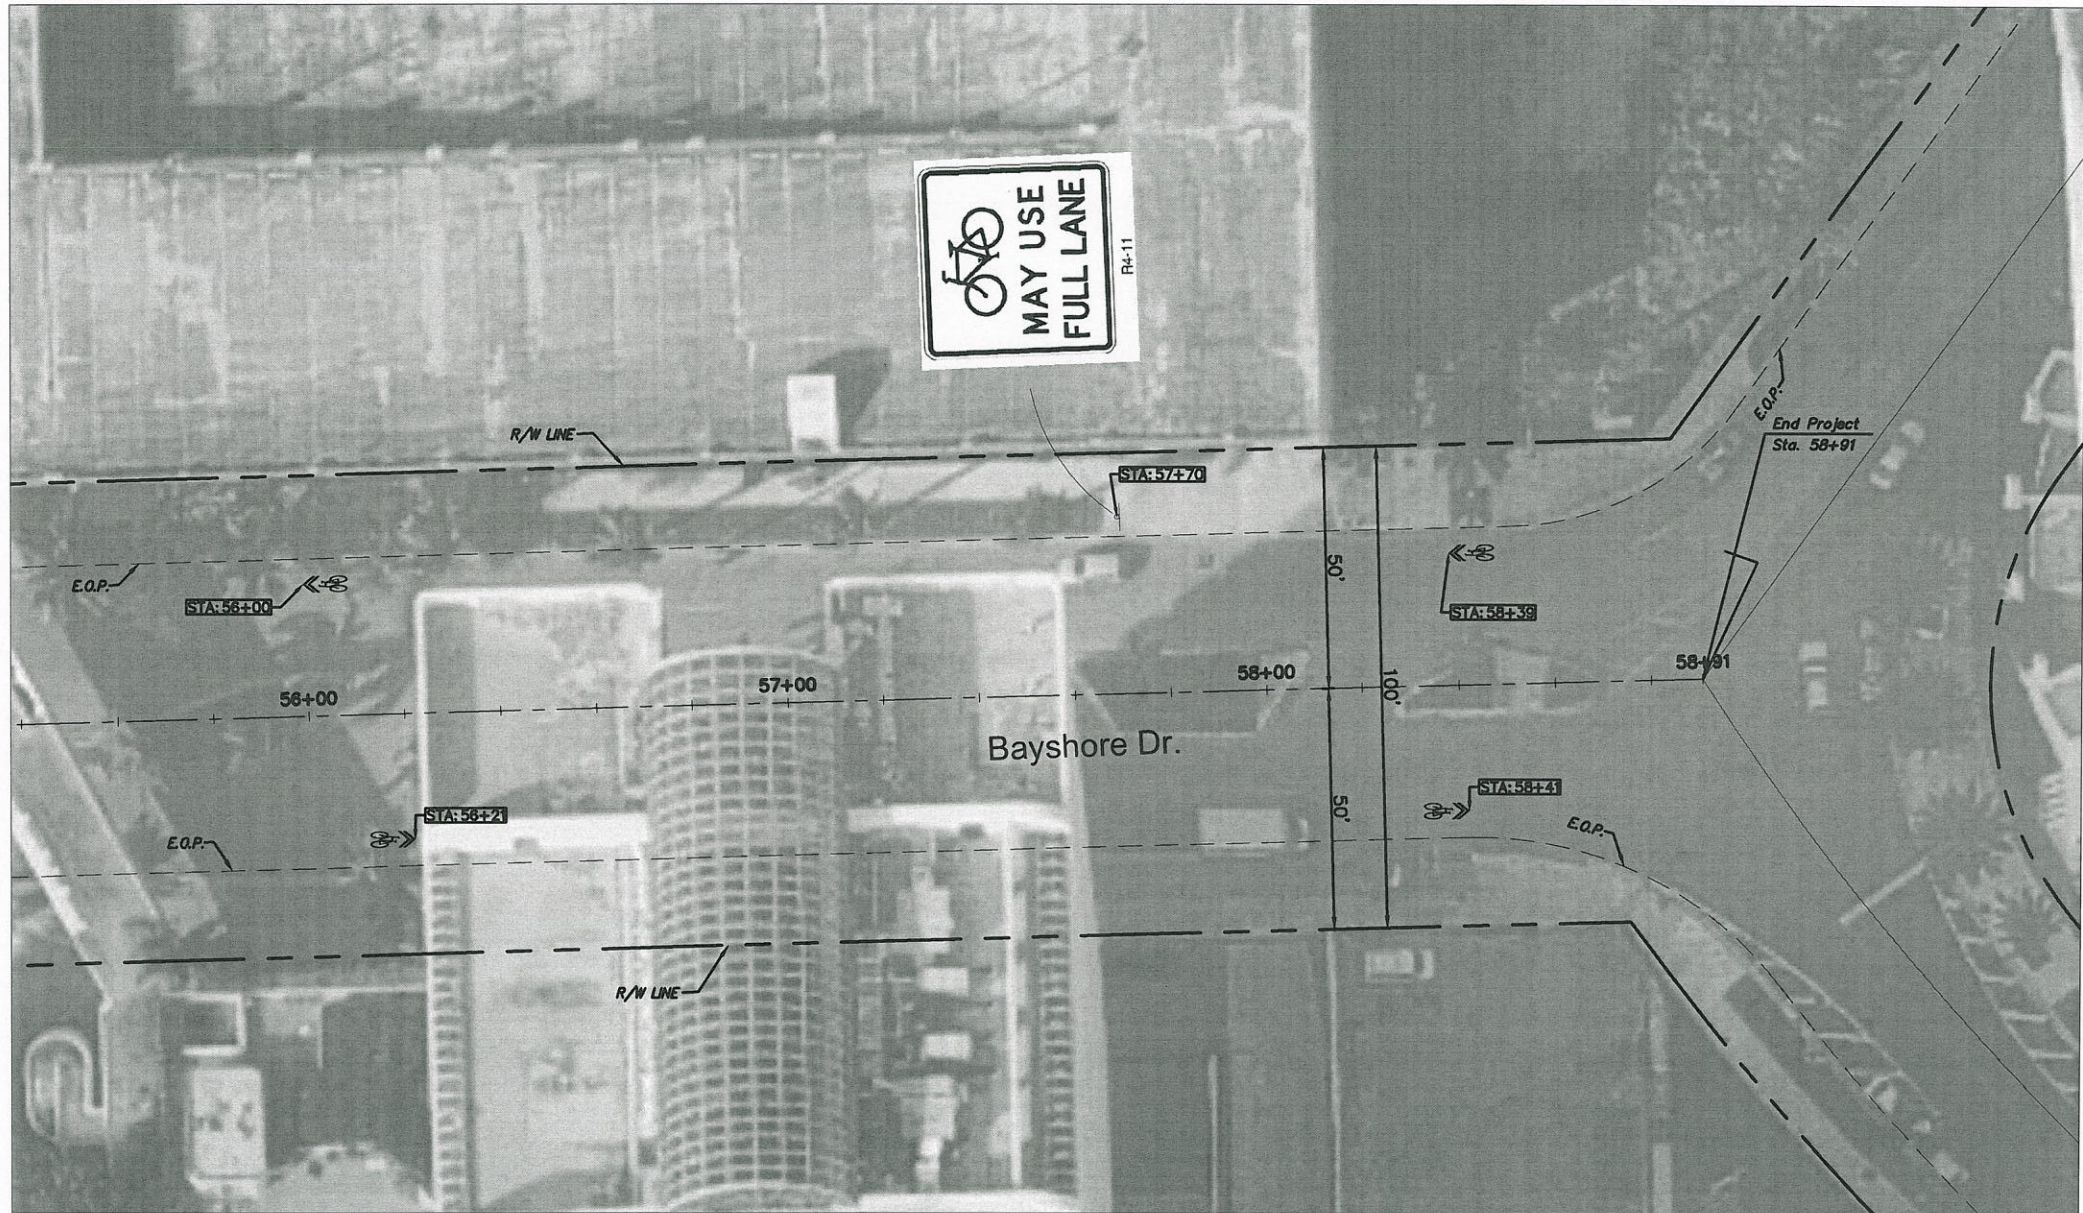 MAY USE
FULL LANE
R4-11
R/W LINE
STA: 57+70
E.O.P.
End Project
Sta. 58+91
E.O.P.
STA: 56+00
50'
STA: 58+39
56+00
57+00
58+00
100'
58+91
Bayshore Dr.
STA: 56+21
50'
STA: 58+41
E.O.P.
E.O.P.
R/W LINE